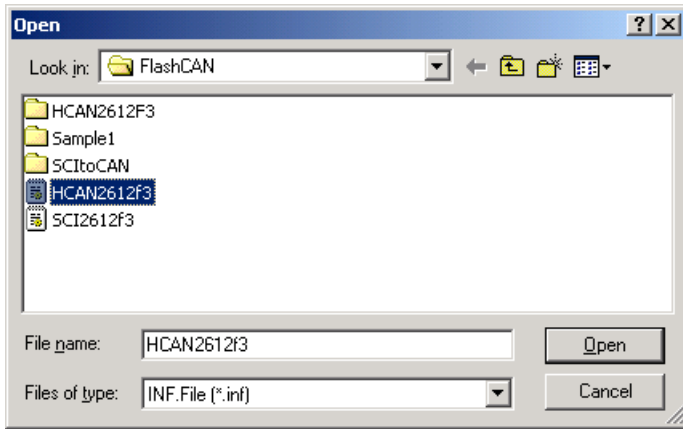 Open
Look in: FlashCAN
HCAN2612F3
Sample1
SCItoCAN
HCAN2612f3
SCI2612f3
File name: HCAN2612f3 Open
Files of type: INF.File (*.inf) Cancel